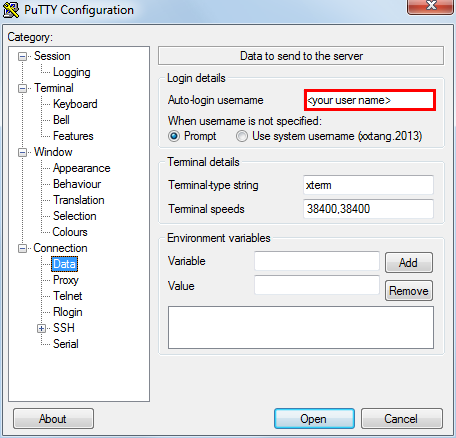 PuTTY Configuration
Category:
Session
Logging
Terminal
Keyboard
Bell
Features
Window
Appearance
Behaviour
Translation
Selection
Colours
Connection
Data
Proxy
Telnet
Rlogin
SSH
Serial
Data to send to the server
Login details
Auto-login username <your user name>
When username is not specified:
Prompt Use system username (xxtang.2013)
Terminal details
Terminal-type string xterm
Terminal speeds 38400,38400
Environment variables
Variable Add
Value Remove
About Open Cancel